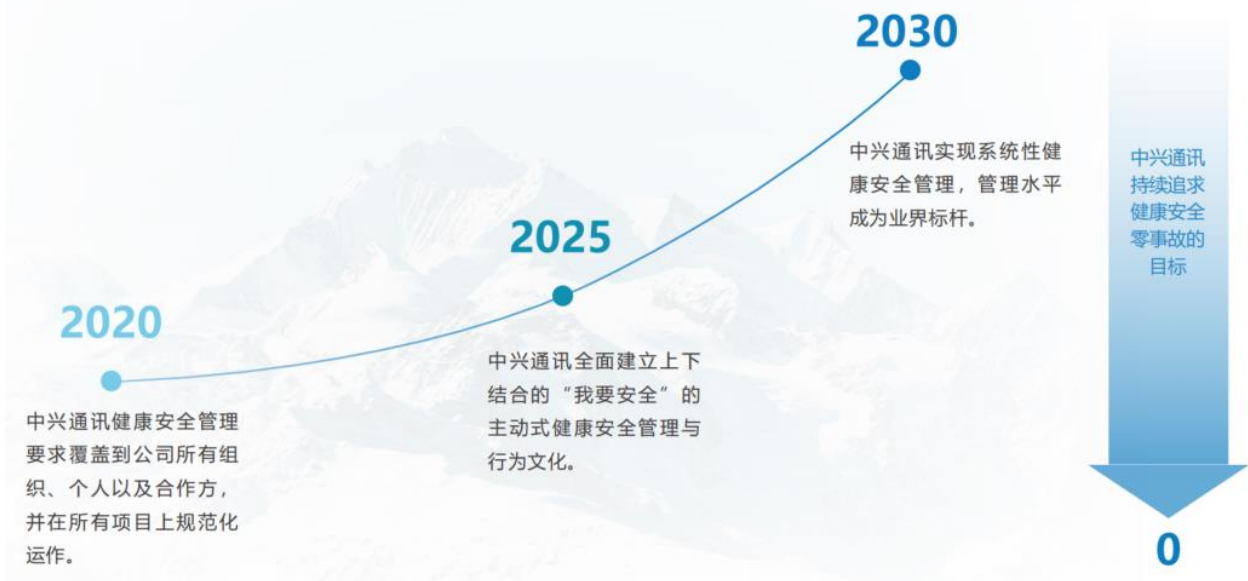 2020
中兴通讯健康安全管理
要求覆盖到公司所有组
织、个人以及合作方，
并在所有项目上规范化
运作。
2025
中兴通讯全面建立上下
结合的“我要安全”的
主动式健康安全管理与
行为文化。
2030
中兴通讯实现系统性健
康安全管理，管理水平
成为业界标杆。
中兴通讯
持续追求
健康安全
零事故的
目标
0